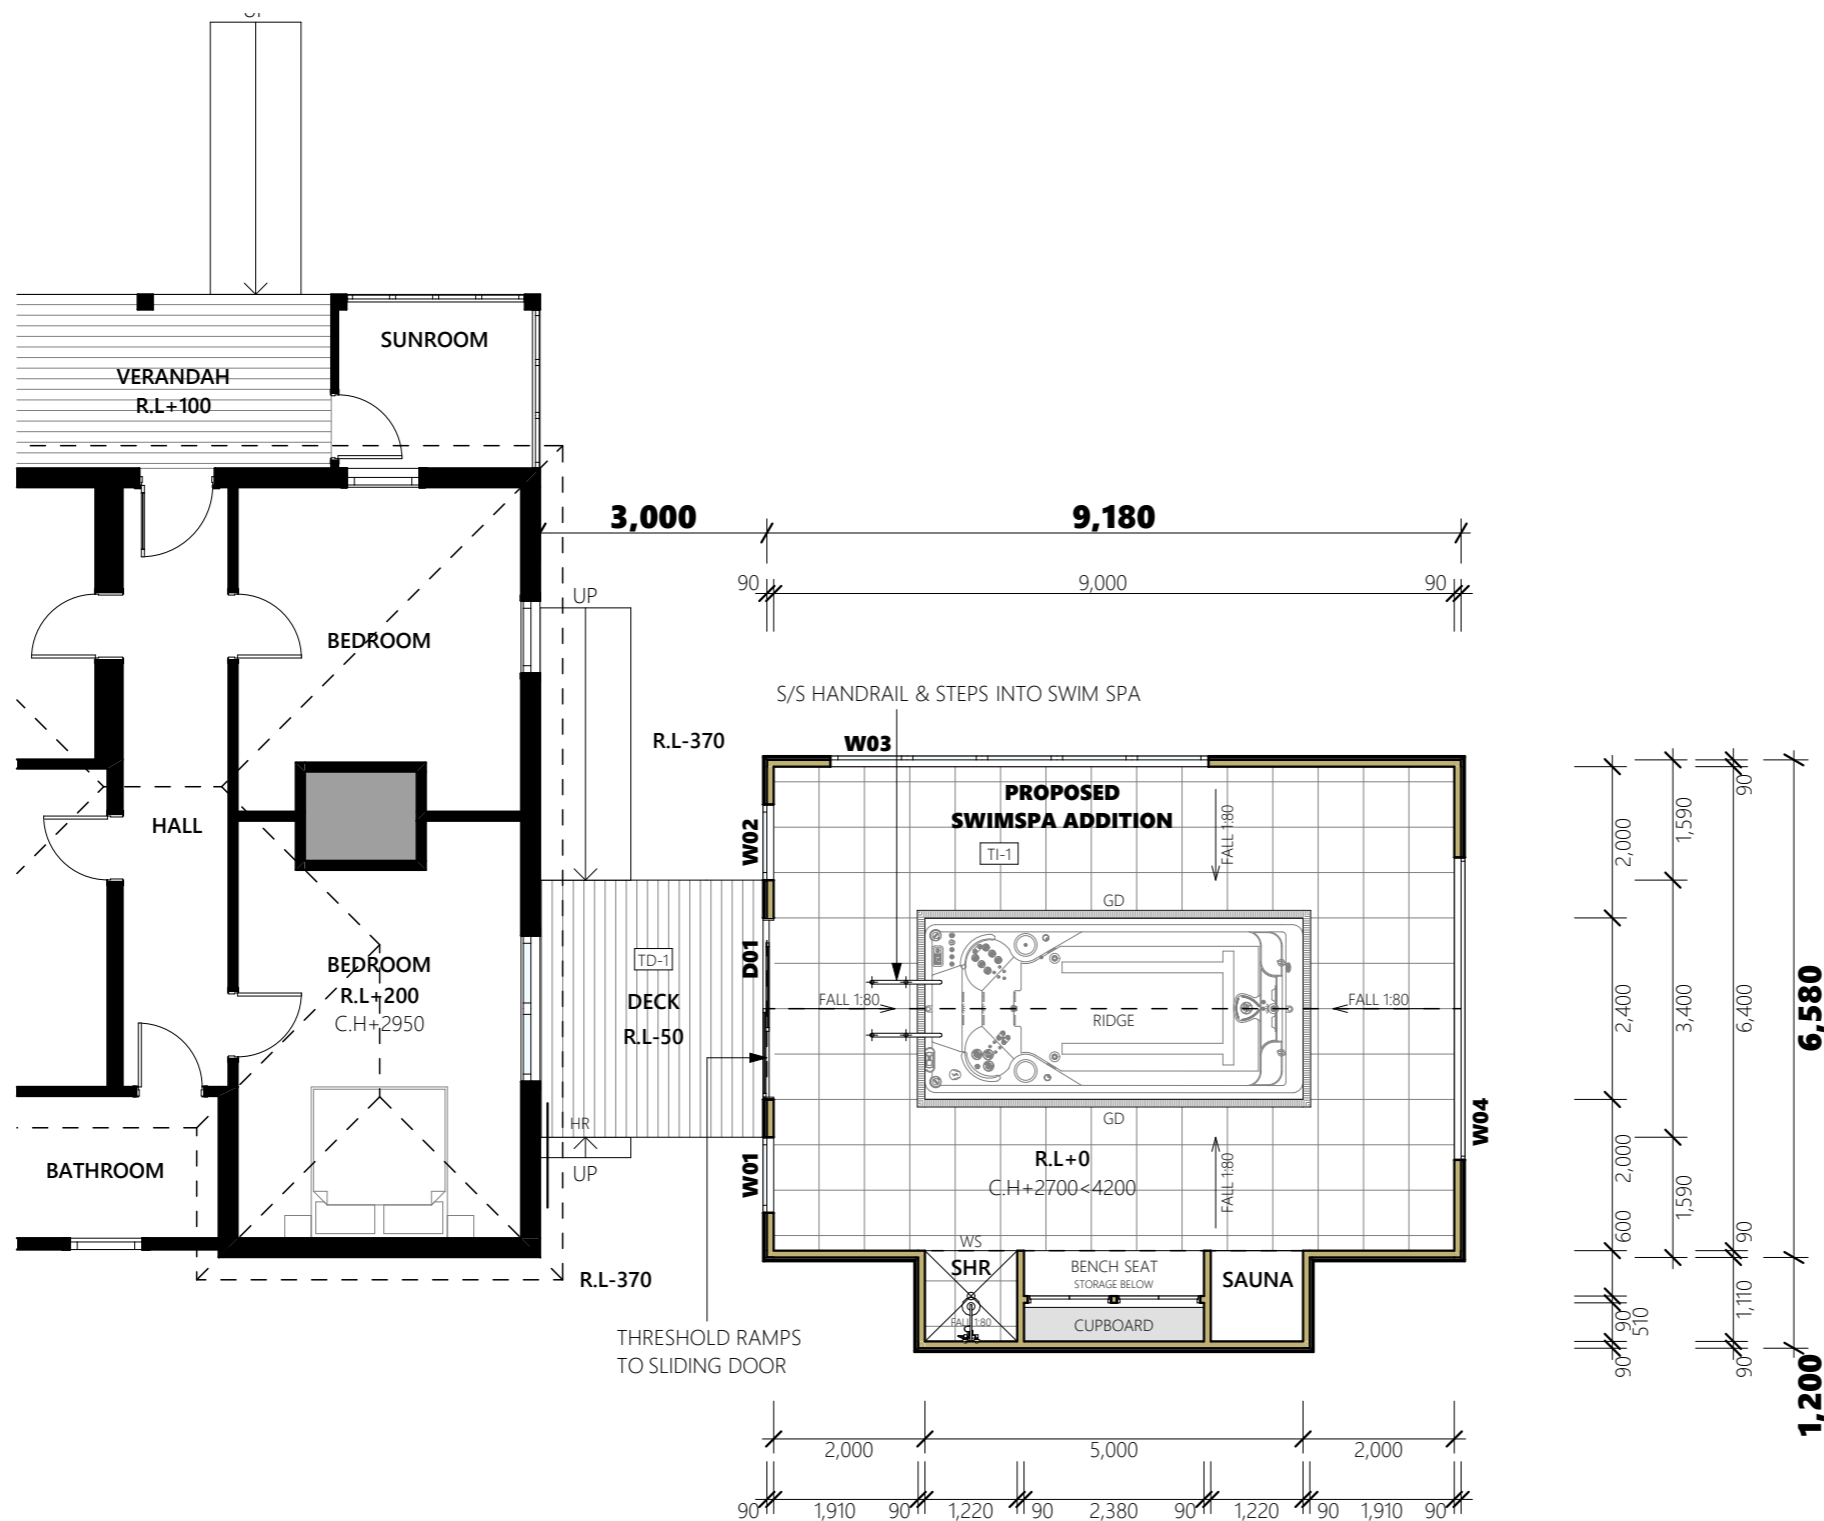 UP
SUNROOM
VERANDAH
R.L+100
3,000
9,180
90
9,000
90
UP
BEDROOM
S/S HANDRAIL & STEPS INTO SWIM SPA
R.L-370
W03
PROPOSED
SWIMSPA ADDITION
TI-1
W02
FALL 1:80
HALL
GD
BEDROOM
R.L+200
C.H+2950
TD-1
DECK
R.L-50
D01
FALL 1:80
RIDGE
FALL 1:80
GD
HR
UP
W01
R.L+0
C.H+2700<4200
FALL 1:80
W04
BATHROOM
R.L-370
WS
SHR
FALL 1:80
BENCH SEAT
STORAGE BELOW
CUPBOARD
SAUNA
THRESHOLD RAMPS
TO SLIDING DOOR
2,000
2,400
2,000
600
90
510
90
1,590
3,400
1,590
90
6,400
90
1,110
90
6,580
1,200
2,000
5,000
2,000
90
1,910
90
1,220
90
2,380
90
1,220
90
1,910
90